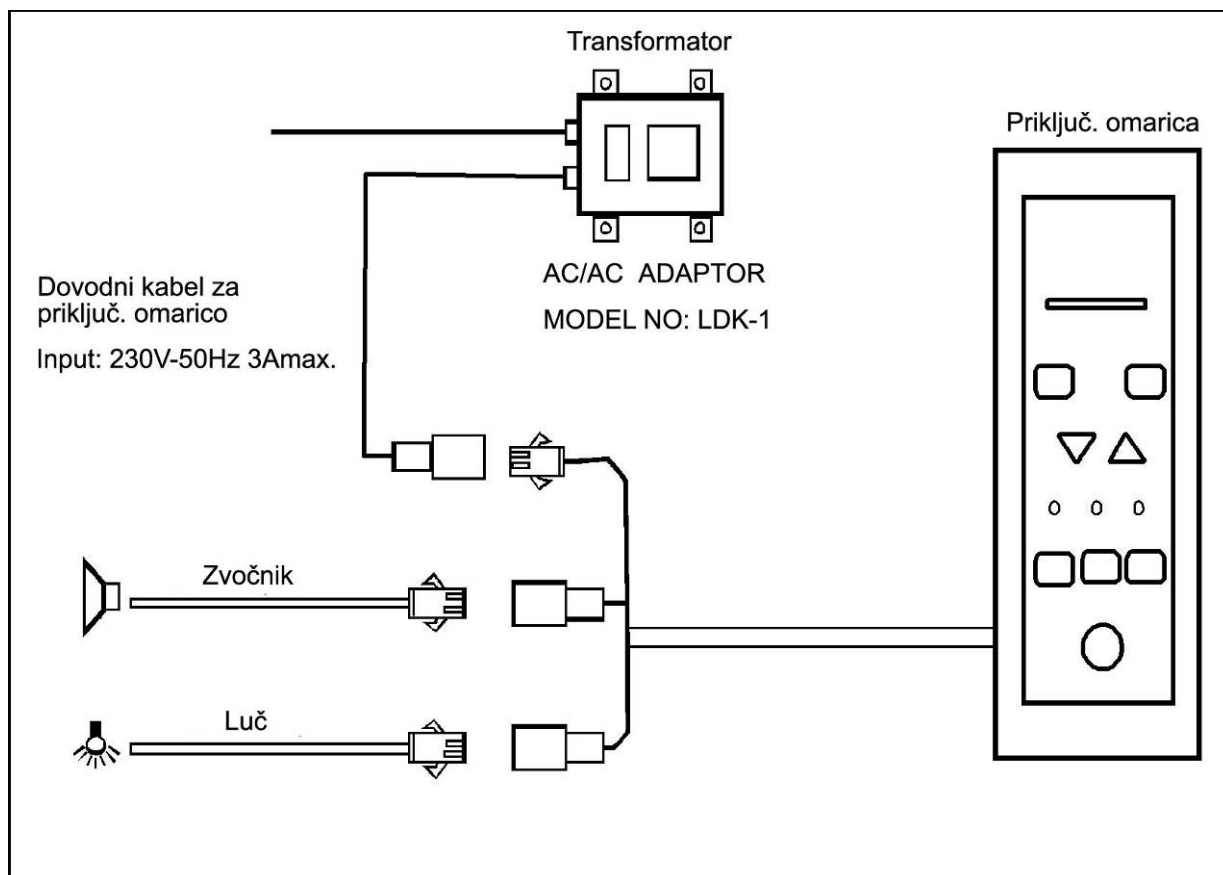 Transformator
Priključ. omarica
AC/AC ADAPTOR
MODEL NO: LDK-1
Dovodni kabel za
priključ. omarico
Input: 230V-50Hz 3Amax.
Zvočnik
Luč